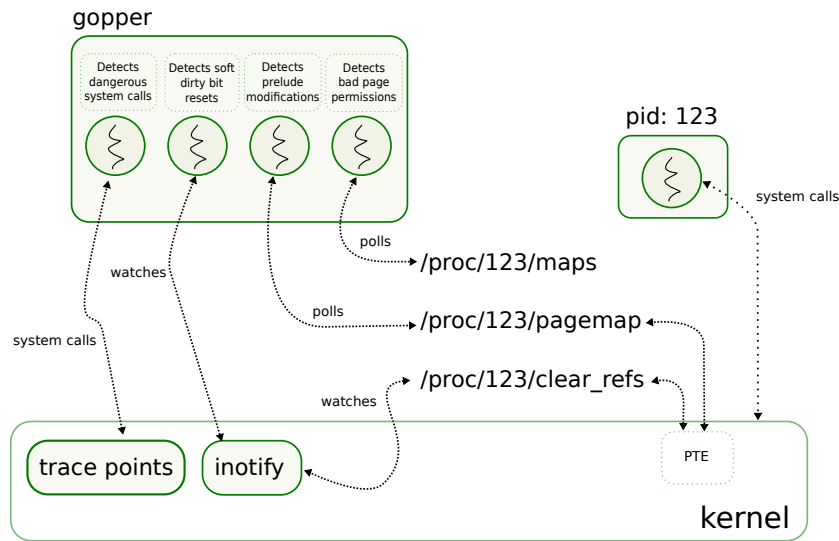 gopper
Detects
dangerous
system calls
Detects soft
dirty bit
resets
Detects
prelude
modifications
Detects
bad page
permissions
pid: 123
system calls
polls
/proc/123/maps
watches
polls
/proc/123/pagemap
system calls
/proc/123/clear_refs
watches
trace points
inotify
PTE
kernel